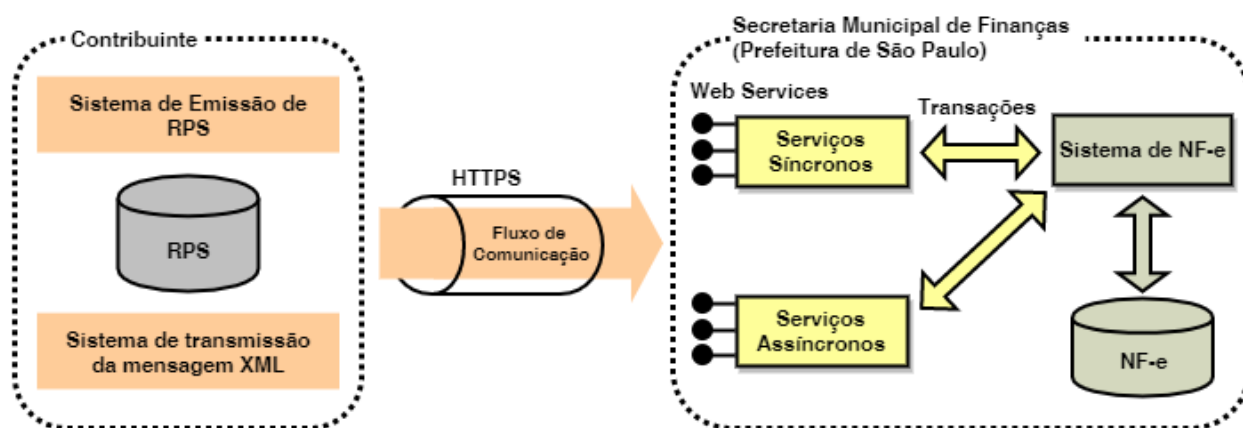 Contribuinte
Sistema de Emissão de
RPS
RPS
Sistema de transmissão
da mensagem XML
HTTPS
Fluxo de
Comunicação
Secretaria Municipal de Finanças
(Prefeitura de São Paulo)
Web Services
Transações
Serviços
Síncronos
Sistema de NF-e
Serviços
Assíncronos
NF-e